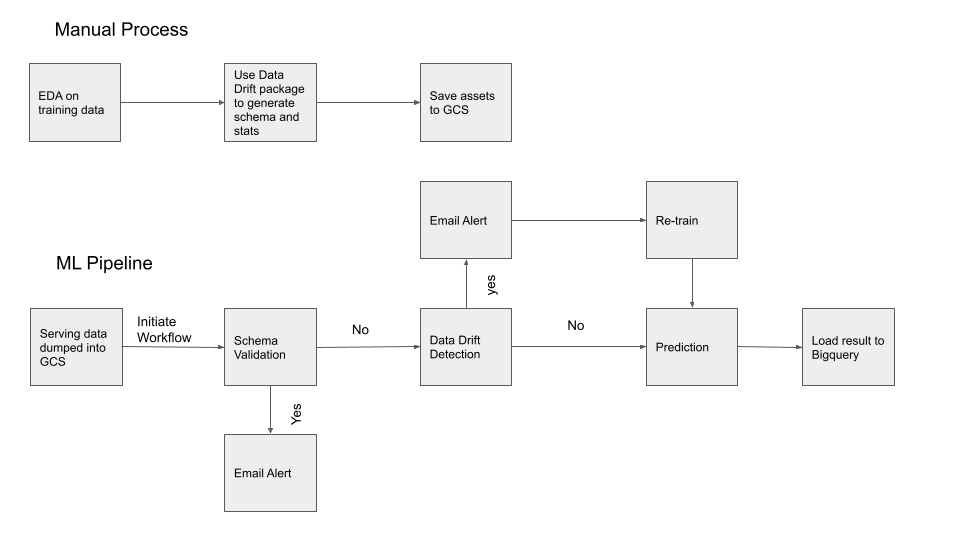 Manual Process
EDA on
training data
Use Data
Drift package
to generate
schema and
stats
Save assets
to GCS
Email Alert
Re-train
ML Pipeline
yes
Serving data
dumped into
GCS
Initiate
Workflow
Schema
Validation
No
Data Drift
Detection
No
Prediction
Load result to
Bigquery
Yes
Email Alert